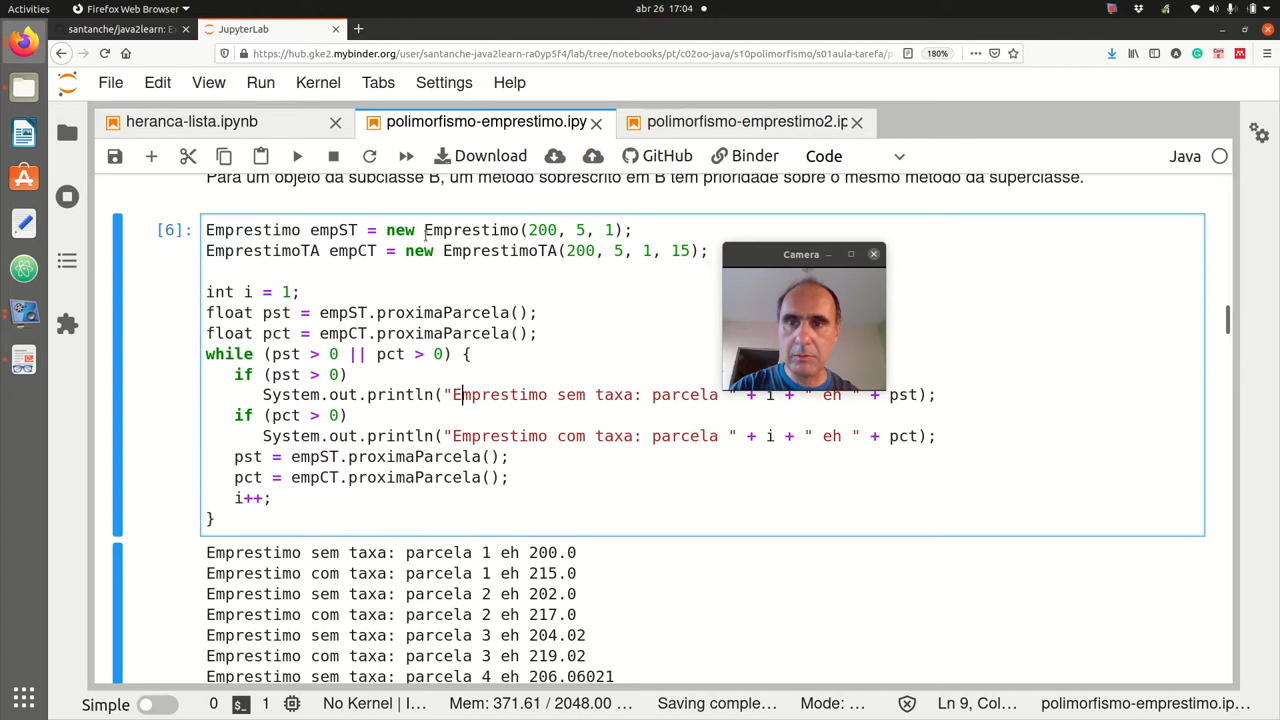 Activities
Firefox Web Browser
abr 26 17:04
santanche/java2learn: E
JupyterLab
https://hub.gke2.mybinder.org/user/santanche-java2learn-ra0yp5f4/lab/tree/notebooks/pt/c02oo-java/s10polimorfismo/s01aula-tarefa/p
180%
File Edit View Run Kernel Tabs Settings Help
heranca-lista.ipynb
polimorfismo-emprestimo.ipy
polimorfismo-emprestimo2.ip
Download
GitHub
Binder
Code
Java
Para um objeto da subclasse B, um método sobrescrito em B tem prioridade sobre o mesmo método da superclasse.
[6]:
Emprestimo empST = new Emprestimo(200, 5, 1);
EmprestimoTA empCT = new EmprestimoTA(200, 5, 1, 15);
int i = 1;
float pst = empST.proximaParcela();
float pct = empCT.proximaParcela();
while (pst > 0 || pct > 0) {
if (pst > 0)
System.out.println("Emprestimo sem taxa: parcela " + i + " eh " + pst);
if (pct > 0)
System.out.println("Emprestimo com taxa: parcela " + i + " eh " + pct);
pst = empST.proximaParcela();
pct = empCT.proximaParcela();
i++;
}
Camera
Emprestimo sem taxa: parcela 1 eh 200.0
Emprestimo com taxa: parcela 1 eh 215.0
Emprestimo sem taxa: parcela 2 eh 202.0
Emprestimo com taxa: parcela 2 eh 217.0
Emprestimo sem taxa: parcela 3 eh 204.02
Emprestimo com taxa: parcela 3 eh 219.02
Emprestimo sem taxa: parcela 4 eh 206.06021
Simple
0
1
No Kernel | I...
Mem: 371.61 / 2048.00 ...
Saving comple...
Mode: ...
Ln 9, Col...
polimorfismo-emprestimo.ip...